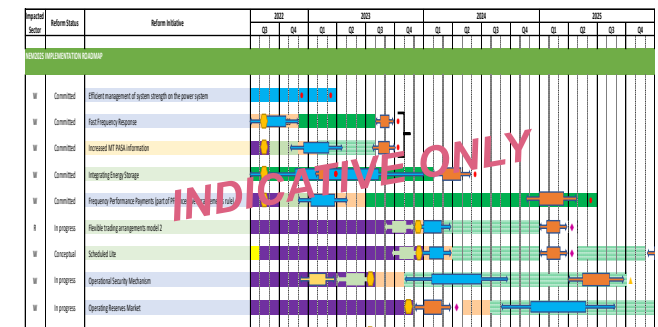 Impacted Sector Reform Status Reform Initiative 2022 2023 2024 2025
Q3 Q4 Q1 Q2 Q3 Q4 Q1 Q2 Q3 Q4 Q1 Q2 Q3 Q4
NEM2025 IMPLEMENTATION ROADMAP
W Committed Efficient management of system strength on the power system
W Committed Fast Frequency Response
W Committed Increased MT PASA information
W Committed Integrating Energy Storage
W Committed Frequency Performance Payments (part of
R In progress Flexible trading arrangements model 2
W Conceptual Scheduled Lite
W In progress Operational Security Mechanism
W In progress Operating Reserves Market
INDICATIVE ONLY